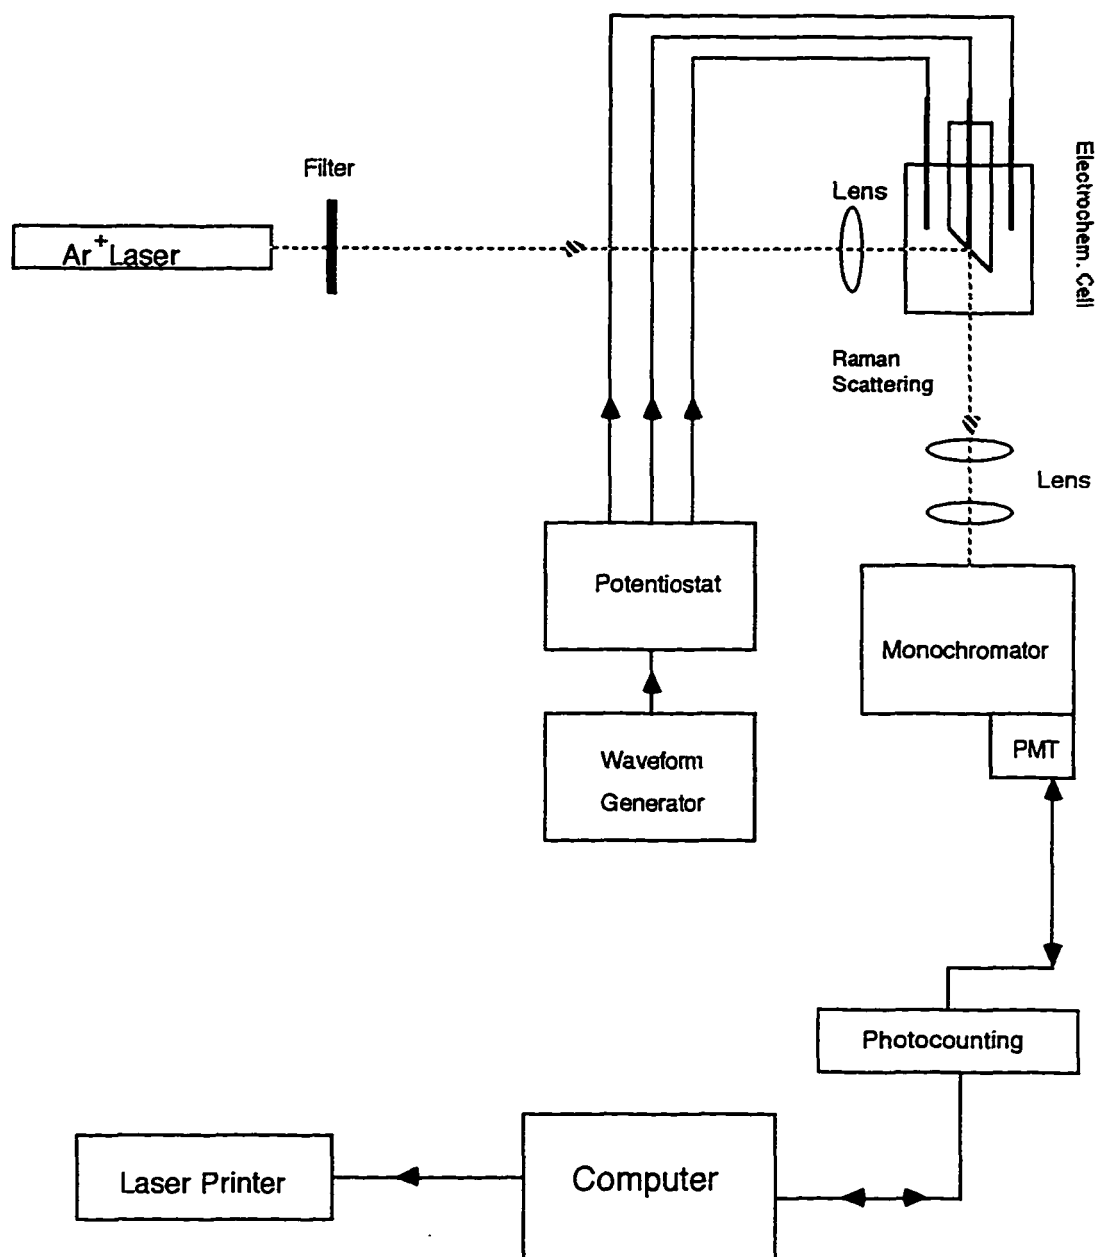 Filter
Ar+ Laser
Lens
Electrochem. Cell
Raman
Scattering
Lens
Potentiostat
Monochromator
PMT
Waveform
Generator
Photocounting
Computer
Laser Printer